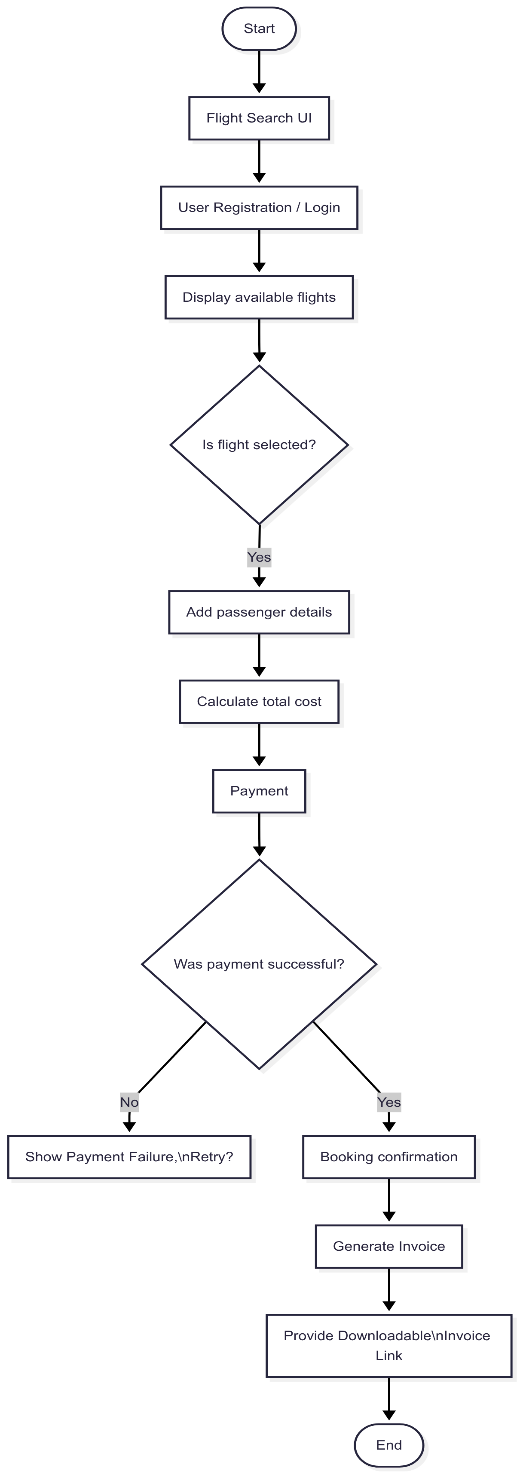 Start
Flight Search UI
User Registration / Login
Display available flights
Is flight selected?
Yes
Add passenger details
Calculate total cost
Payment
Was payment successful?
No
Yes
Show Payment Failure,\nRetry?
Booking confirmation
Generate Invoice
Provide Downloadable\nInvoice
Link
End